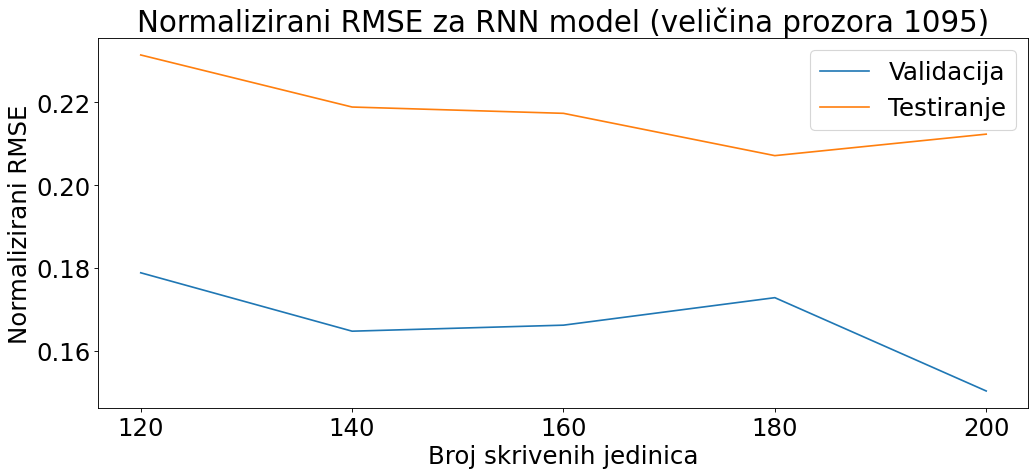 Normalizirani RMSE za RNN model (veličina prozora 1095)
Validacija
Testiranje
Normalizirani RMSE
0.22
0.20
0.18
0.16
120 140 160 180 200
Broj skrivenih jedinica